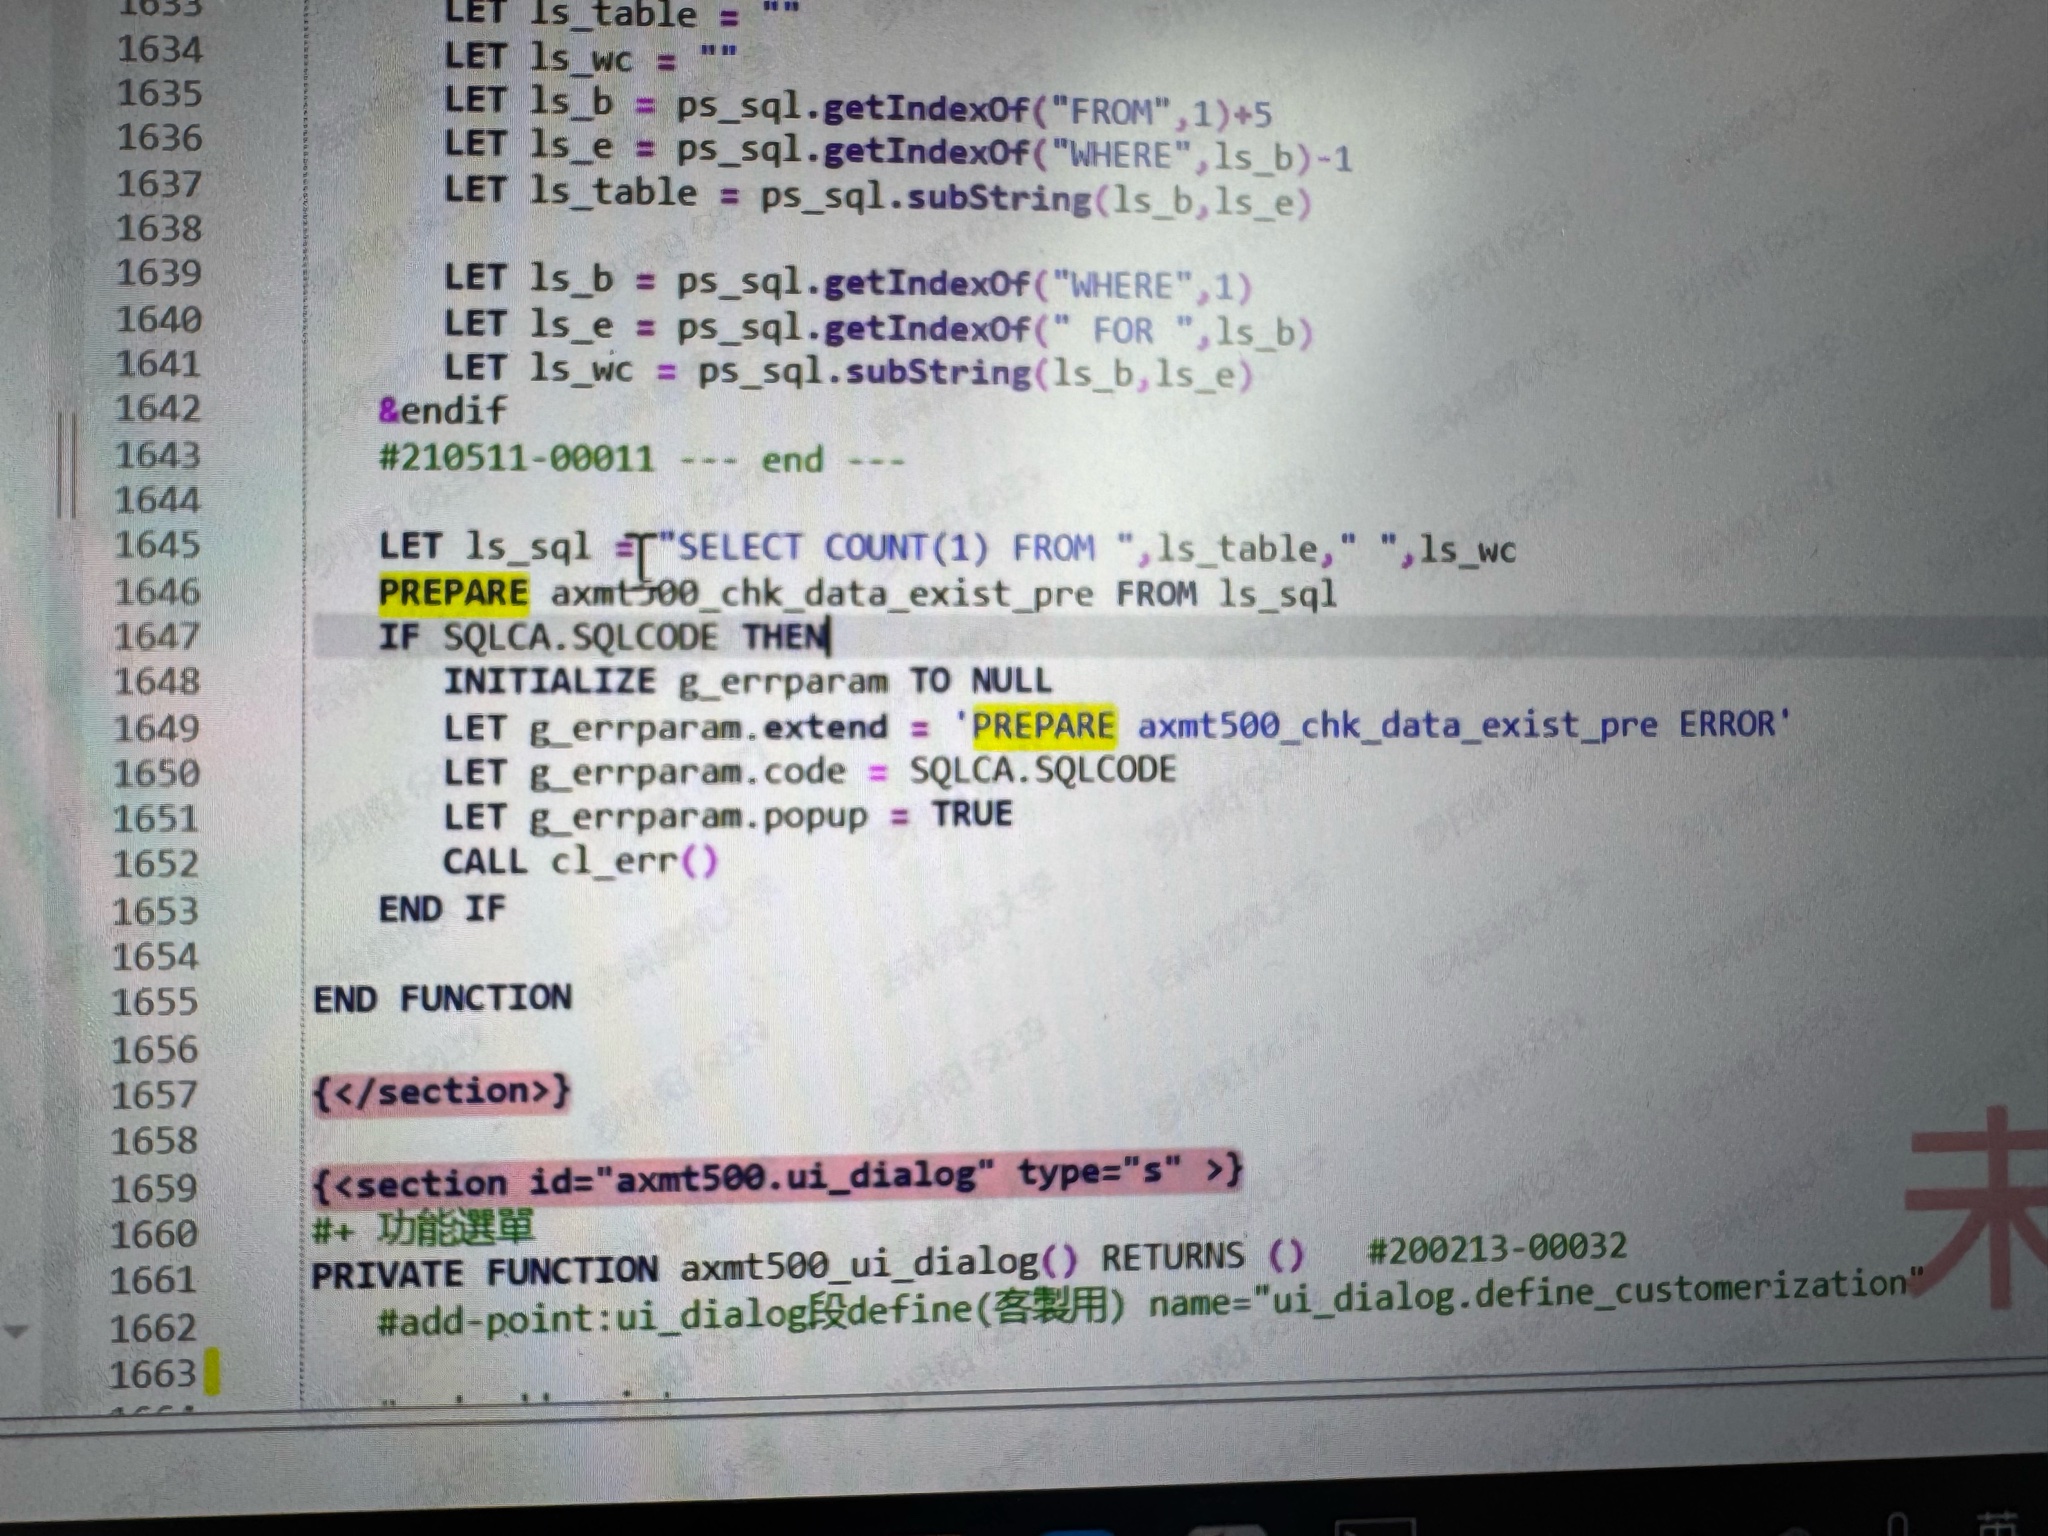 1633 LET ls_table = ""
1634 LET ls_wc = ""
1635 LET ls_b = ps_sql.getIndexOf("FROM",1)+5
1636 LET ls_e = ps_sql.getIndexOf("WHERE",ls_b)-1
1637 LET ls_table = ps_sql.subString(ls_b,ls_e)
1638
1639 LET ls_b = ps_sql.getIndexOf("WHERE",1)
1640 LET ls_e = ps_sql.getIndexOf(" FOR ",ls_b)
1641 LET ls_wc = ps_sql.subString(ls_b,ls_e)
1642 &endif
1643 #210511-00011 --- end ---
1644
1645 LET ls_sql = "SELECT COUNT(1) FROM ",ls_table," ",ls_wc
1646 PREPARE axmt500_chk_data_exist_pre FROM ls_sql
1647 IF SQLCA.SQLCODE THEN
1648 INITIALIZE g_errparam TO NULL
1649 LET g_errparam.extend = 'PREPARE axmt500_chk_data_exist_pre ERROR'
1650 LET g_errparam.code = SQLCA.SQLCODE
1651 LET g_errparam.popup = TRUE
1652 CALL cl_err()
1653 END IF
1654
1655 END FUNCTION
1656
1657 {</section>}
1658
1659 {<section id="axmt500.ui_dialog" type="s" >}
1660 #+ 功能選單
1661 PRIVATE FUNCTION axmt500_ui_dialog() RETURNS () #200213-00032
1662 #add-point:ui_dialog段define(客製用) name="ui_dialog.define_customerization"
1663
未
英